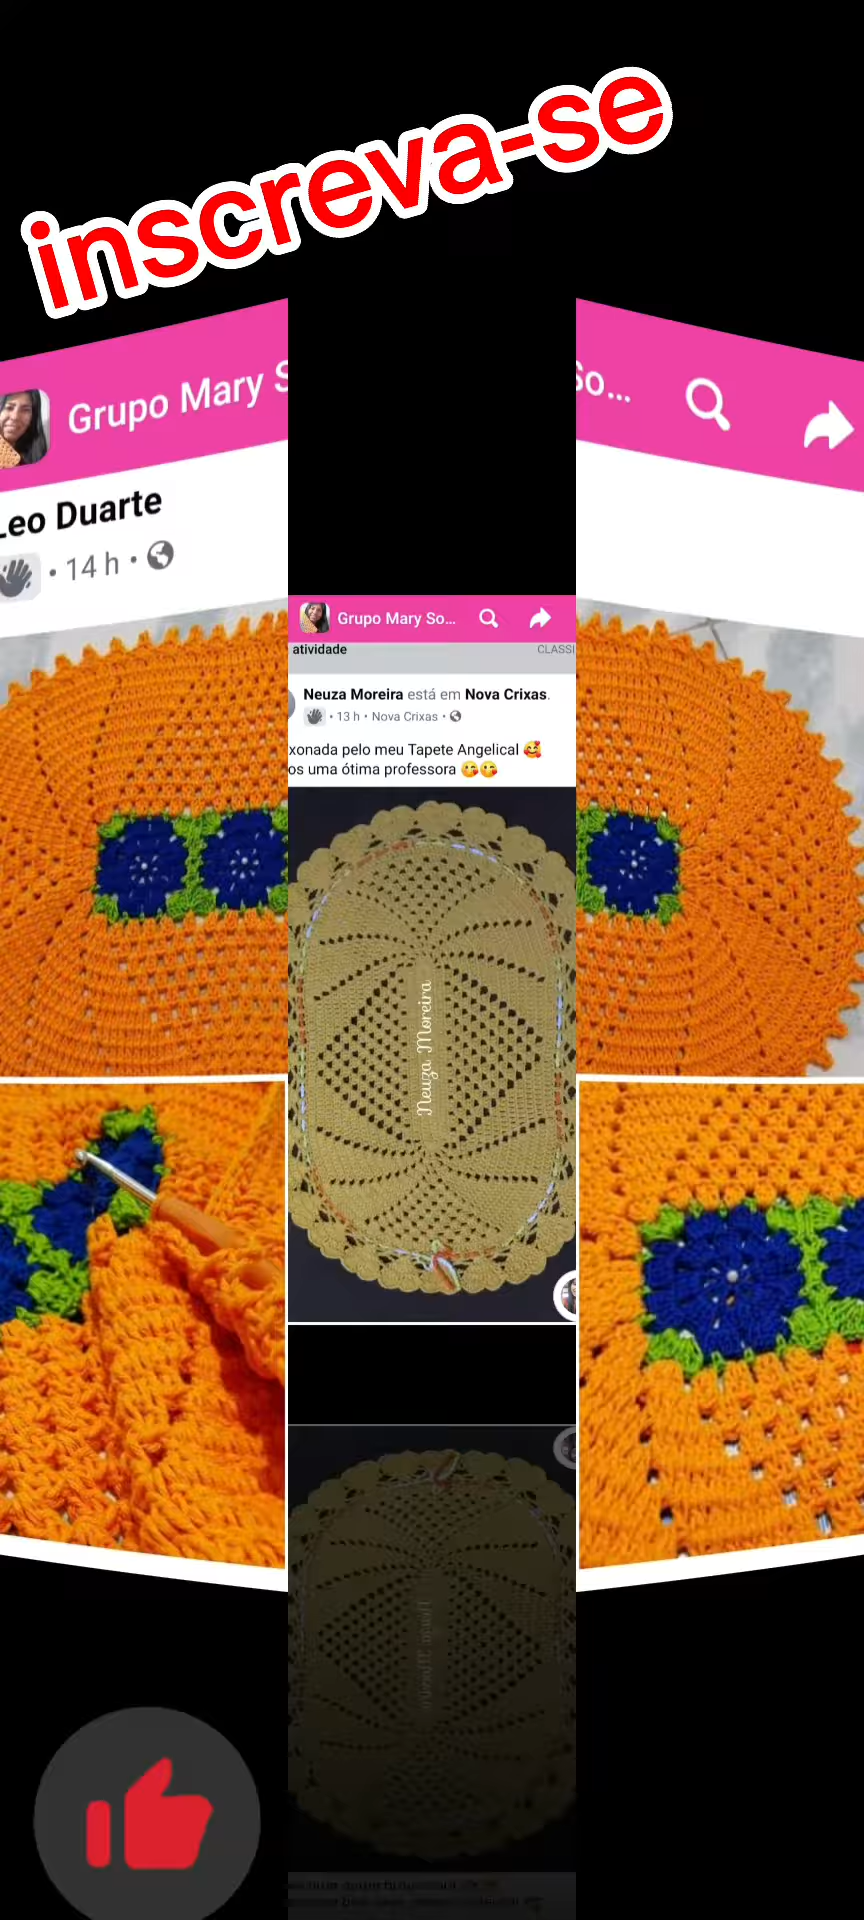 inscreva-se
Grupo Mary S
So...
Leo Duarte
• 14 h •
Grupo Mary So...
atividade
CLASSI
Neuza Moreira está em Nova Crixas.
• 13 h • Nova Crixas •
xonada pelo meu Tapete Angelical 🥰
os uma ótima professora 😘😘
Neuza Moreira